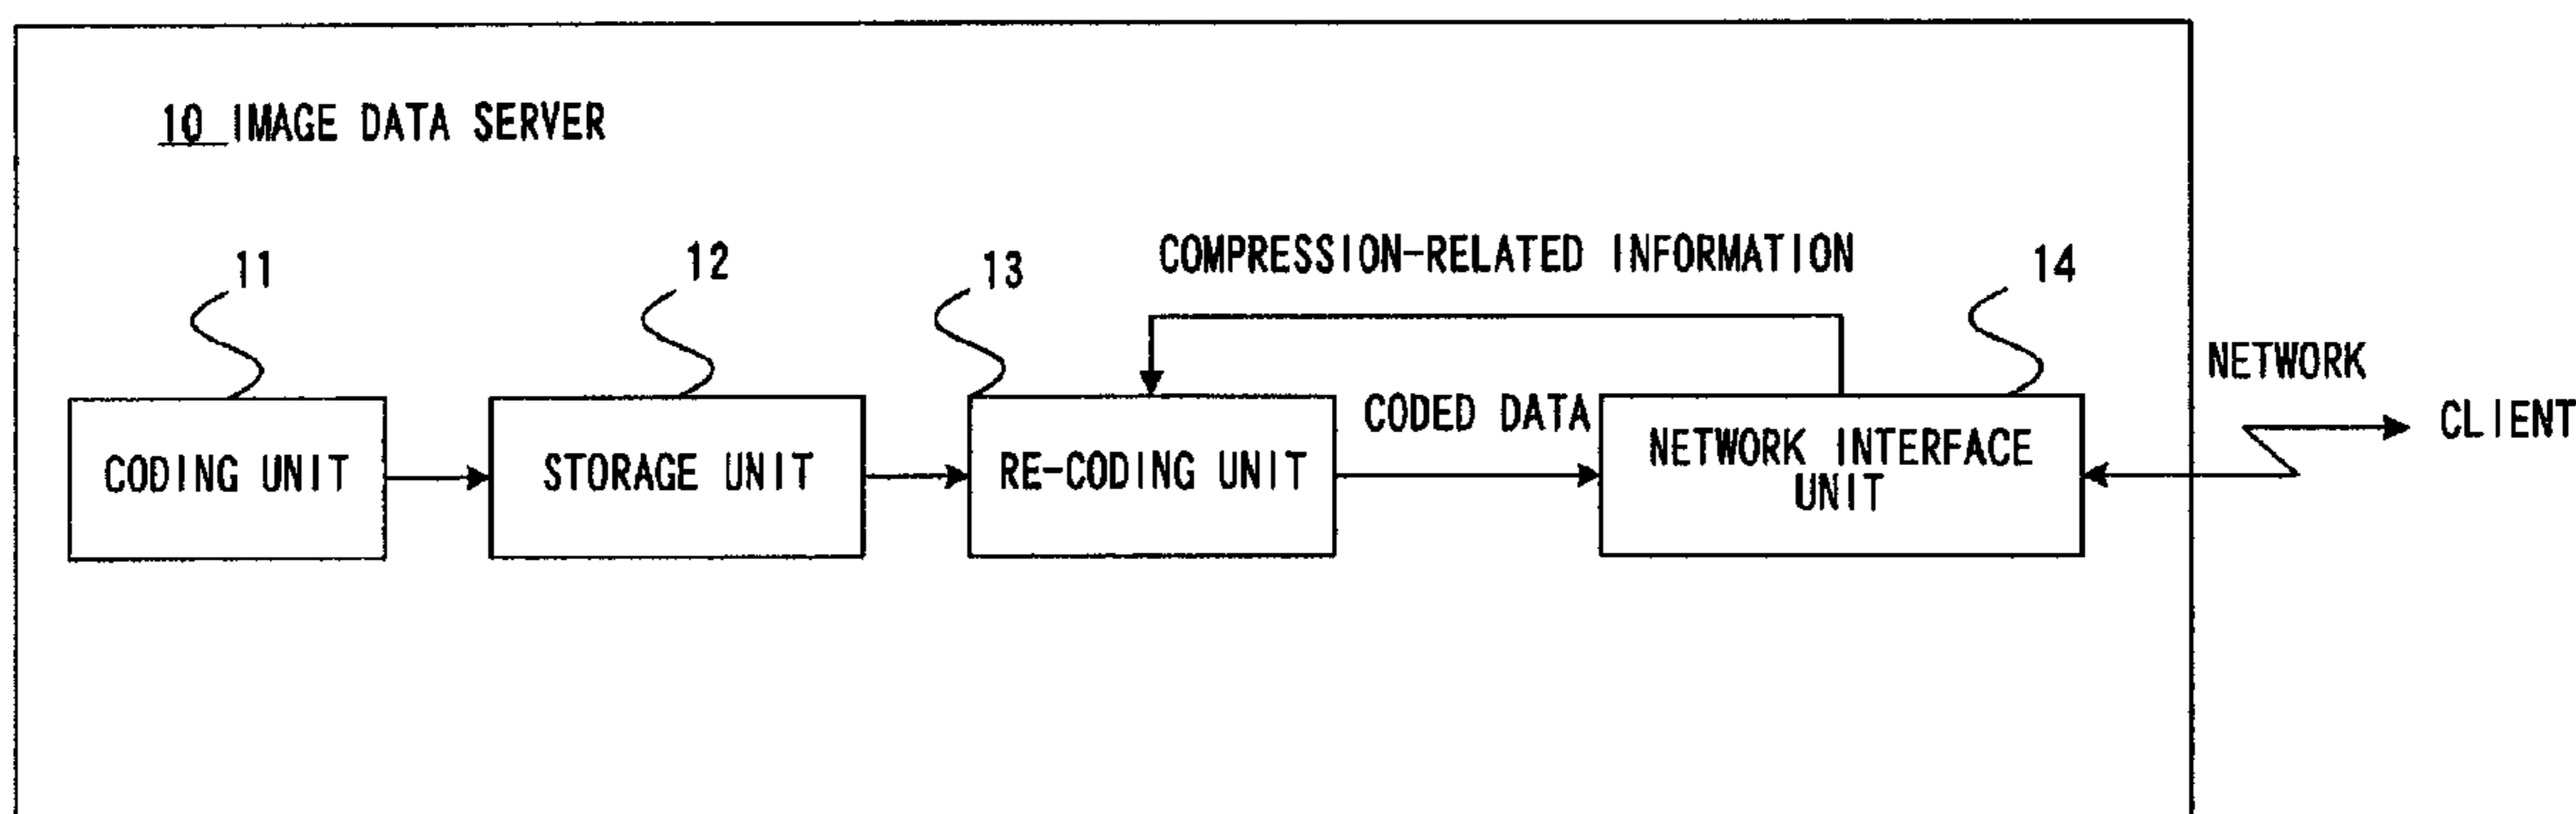 10 IMAGE DATA SERVER
11
12
13
COMPRESSION-RELATED INFORMATION
14
NETWORK
CLIENT
CODING UNIT
STORAGE UNIT
RE-CODING UNIT
CODED DATA
NETWORK INTERFACE
UNIT